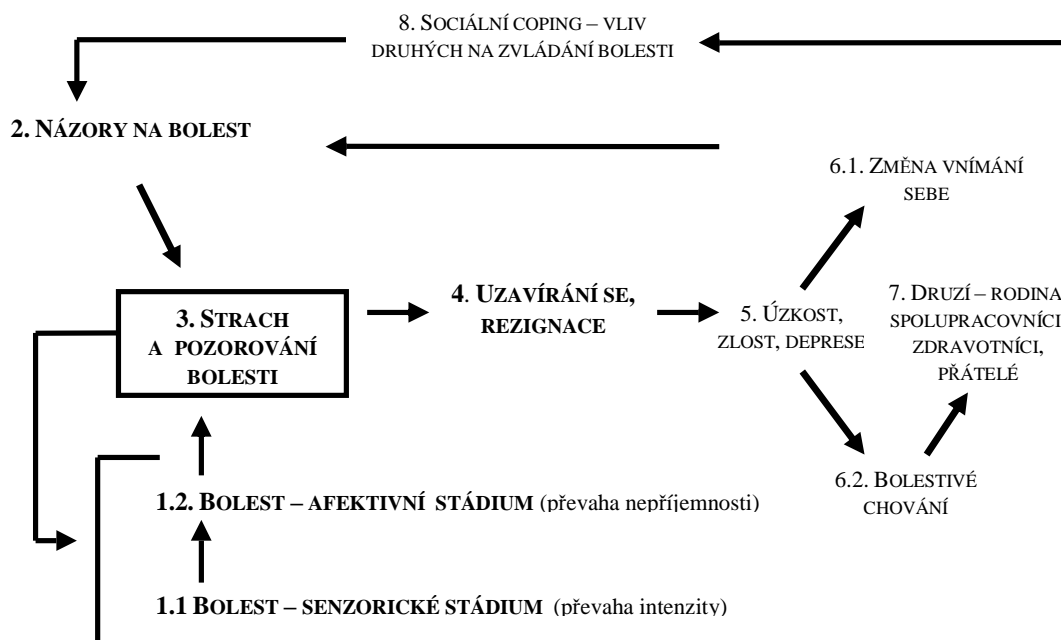 8. SOCIÁLNÍ COPING – VLIV
DRUHÝCH NA ZVLÁDÁNÍ BOLESTI
2. NÁZORY NA BOLEST
6.1. ZMĚNA VNÍMÁNÍ
SEBE
3. STRACH
A POZOROVÁNÍ
BOLESTI
4. UZAVÍRÁNÍ SE,
REZIGNACE
5. ÚZKOST,
ZLOST, DEPRESE
7. DRUZÍ – RODINA
SPOLUPRACOVNÍCI
ZDRAVOTNÍCI,
PŘÁTELÉ
6.2. BOLESTIVÉ
CHOVÁNÍ
1.2. BOLEST – AFEKTIVNÍ STÁDIUM (převaha nepříjemnosti)
1.1 BOLEST – SENZORICKÉ STÁDIUM (převaha intenzity)